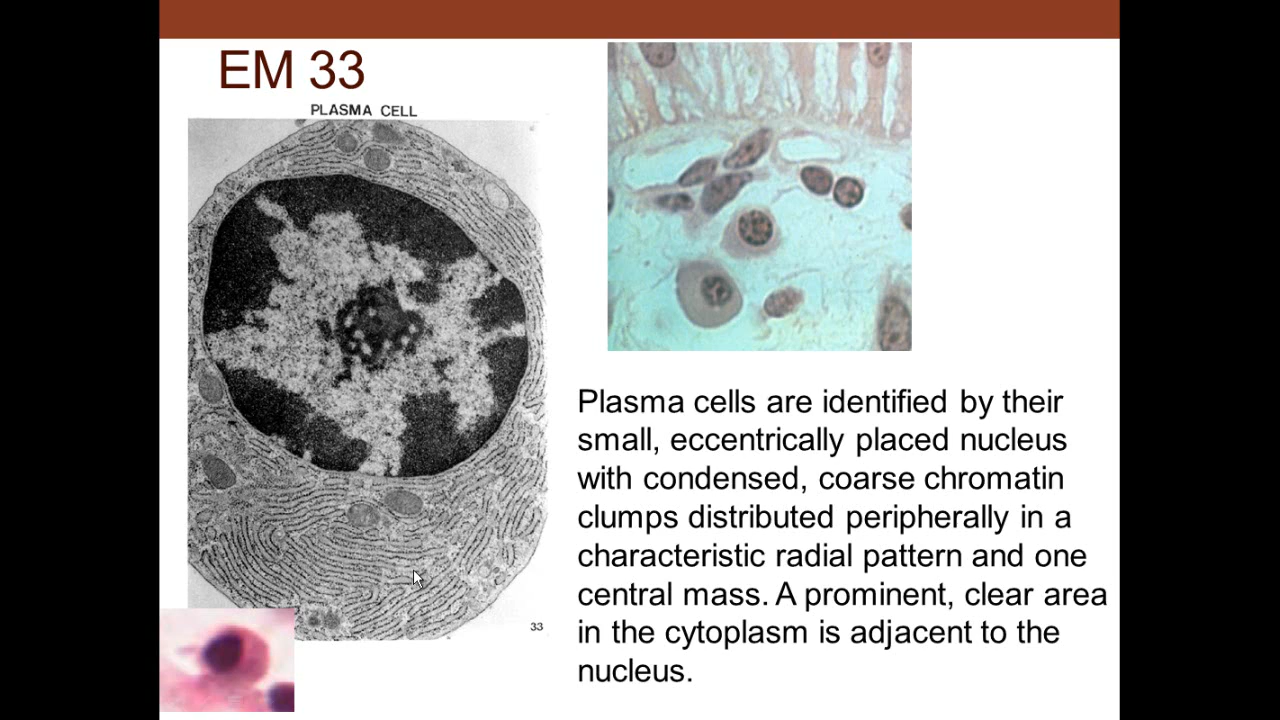 EM 33
PLASMA CELL
33
Plasma cells are identified by their
small, eccentrically placed nucleus
with condensed, coarse chromatin
clumps distributed peripherally in a
characteristic radial pattern and one
central mass. A prominent, clear area
in the cytoplasm is adjacent to the
nucleus.